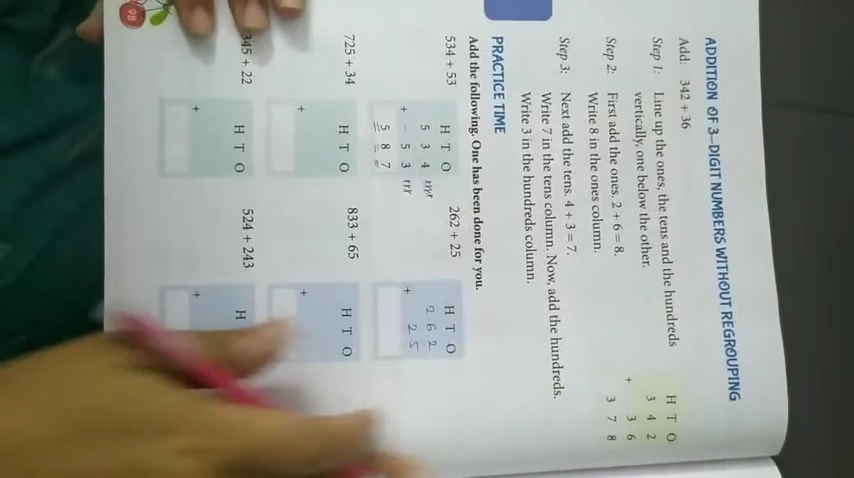 ADDITION OF 3-DIGIT NUMBERS WITHOUT REGROUPING
Add: 342 + 36
Step 1: Line up the ones, the tens and the hundreds
vertically, one below the other.
Step 2: First add the ones. 2 + 6 = 8.
Write 8 in the ones column.
Step 3: Next add the tens. 4 + 3 = 7.
Write 7 in the tens column. Now, add the hundreds.
Write 3 in the hundreds column.
H T O
3 4 2
+ 3 6
3 7 8
PRACTICE TIME
Add the following. One has been done for you.
534 + 53
H T O
5 3 4
+ 5 3
5 8 7
262 + 25
H T O
2 6 2
+ 2 5
725 + 34
H T O
+
833 + 65
H T O
+
345 + 22
H T O
+
524 + 243
H
+
98